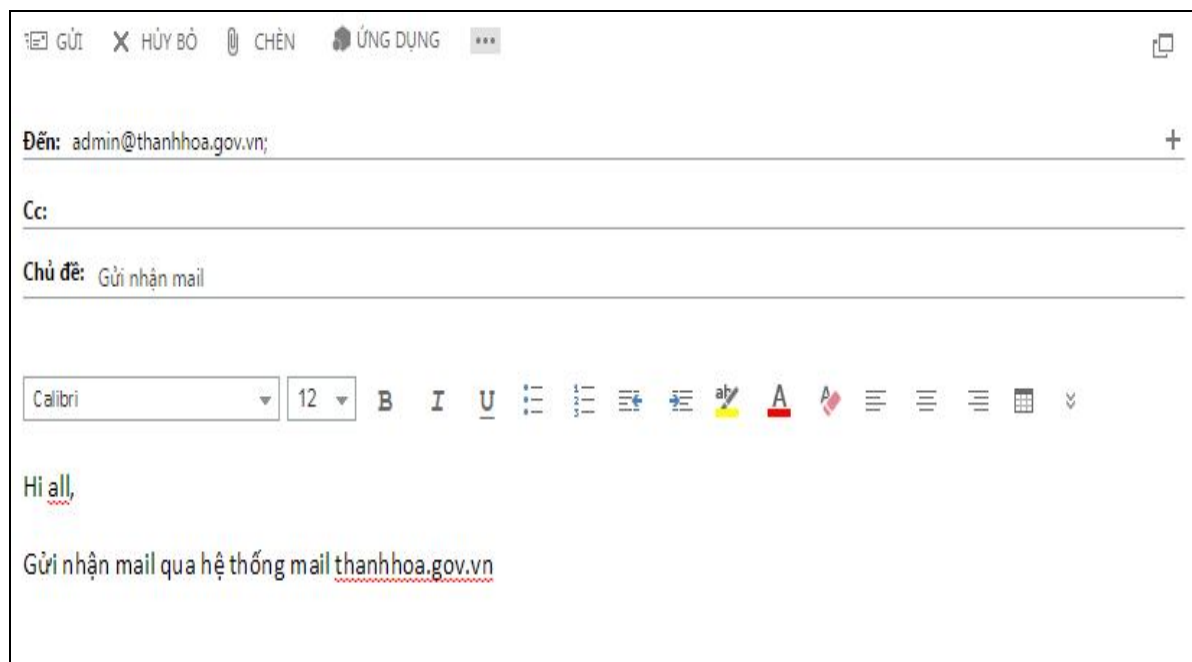 GỬI HỦY BỎ CHÈN ỨNG DỤNG •••
Đến: admin@thanhhoa.gov.vn;
Cc:
Chủ đề: Gửi nhận mail
Calibri 12 B I U ab A A
Hi all,
Gửi nhận mail qua hệ thống mail thanhhoa.gov.vn